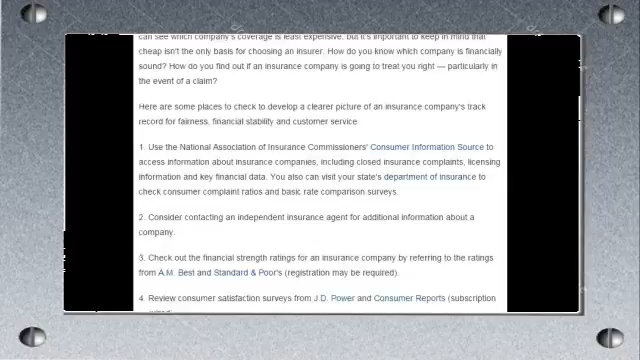 can see which company's coverage is least expensive, but it's important to keep in mind that
cheap isn't the only basis for choosing an insurer. How do you know which company is financially
sound? How do you find out if an insurance company is going to treat you right — particularly in
the event of a claim?
Here are some places to check to develop a clearer picture of an insurance company's track
record for fairness, financial stability and customer service.
1. Use the National Association of Insurance Commissioners' Consumer Information Source to
access information about insurance companies, including closed insurance complaints, licensing
information and key financial data. You also can visit your state's department of insurance to
check consumer complaint ratios and basic rate comparison surveys.
2. Consider contacting an independent insurance agent for additional information about a
company.
3. Check out the financial strength ratings for an insurance company by referring to the ratings
from A.M. Best and Standard & Poor's (registration may be required).
4. Review consumer satisfaction surveys from J.D. Power and Consumer Reports (subscription